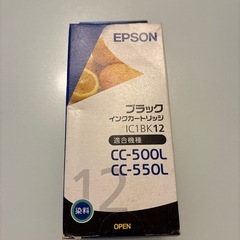 EPSON
ブラック
インクカートリッジ
IC1BK12
適合機種
CC-500L
CC-550L
12
染料
OPEN